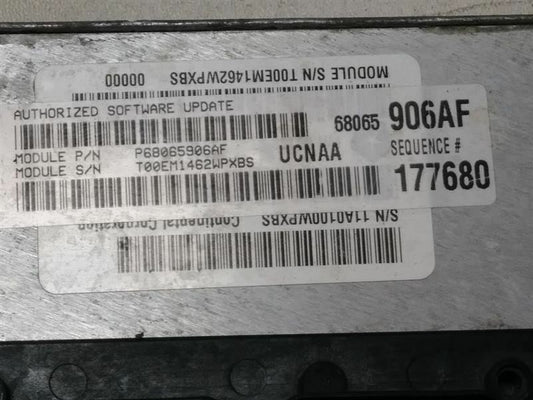 MODULE S/N T00EM1462WPXBS 00000
AUTHORIZED SOFTWARE UPDATE
68065 906AF
MODULE P/N P68065906AF
MODULE S/N T00EM1462WPXBS
UCNAA
SEQUENCE #
177680
S/N 11A0100WPXBS
Continental Corporation